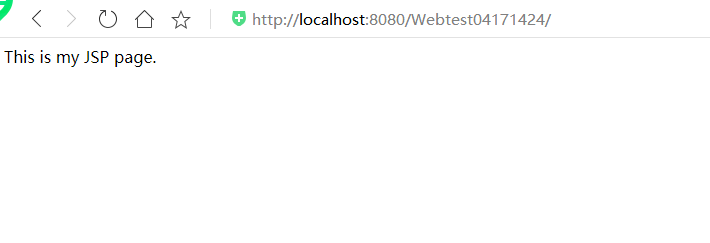 http://localhost:8080/Webtest04171424/
This is my JSP page.